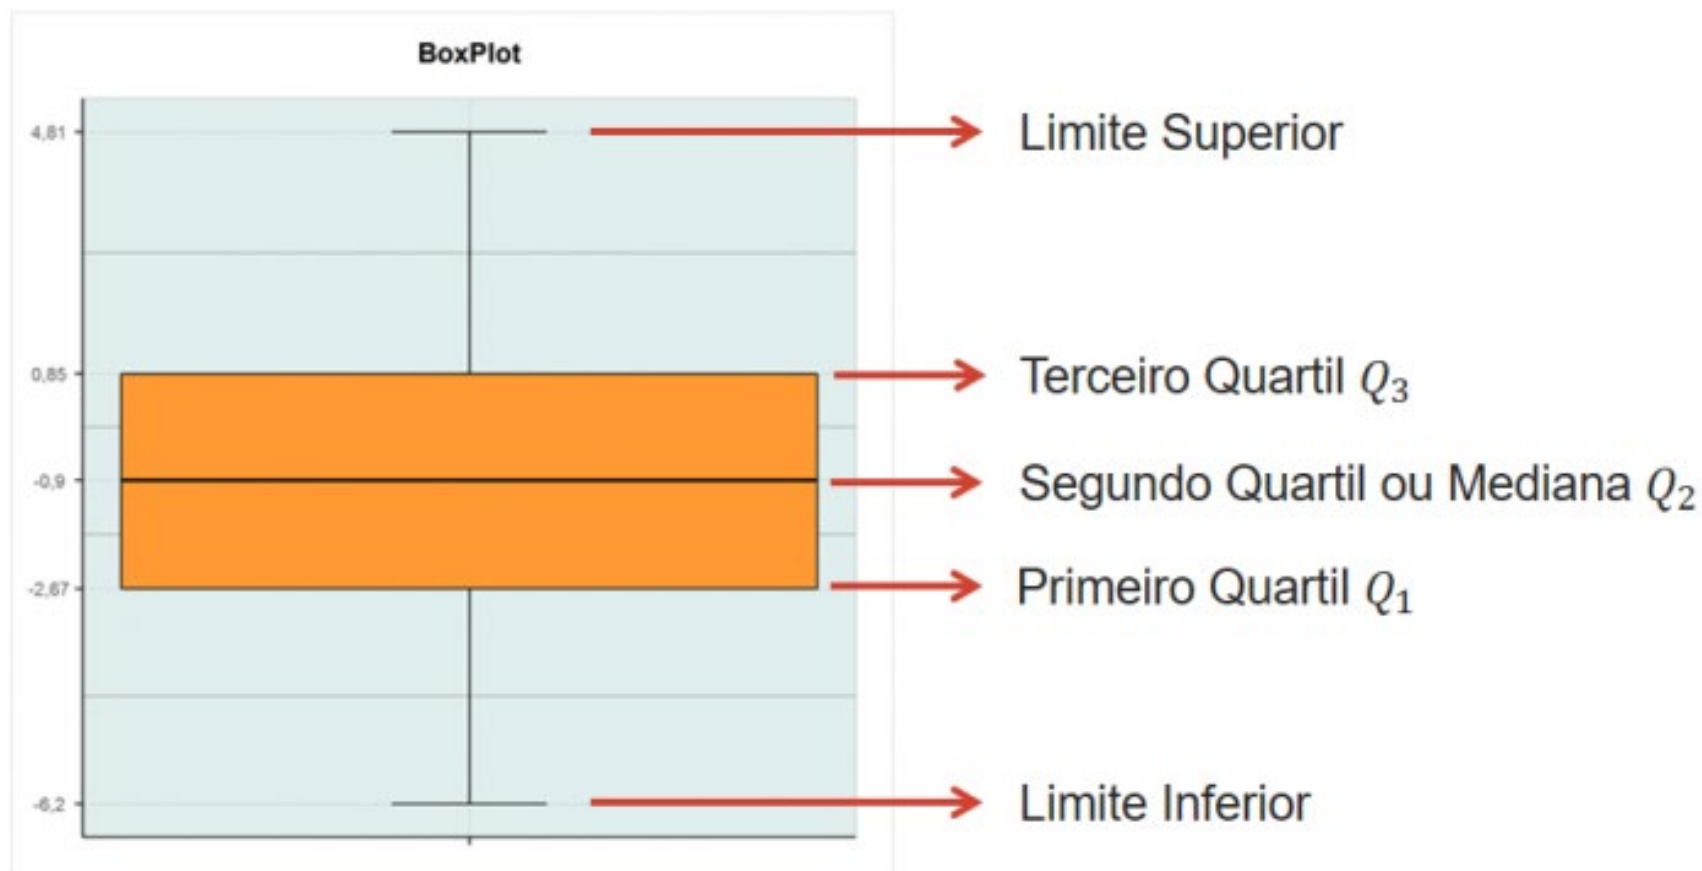 BoxPlot
4,81
Limite Superior
0,85
Terceiro Quartil Q3
-0,9
Segundo Quartil ou Mediana Q2
-2,67
Primeiro Quartil Q1
-6,2
Limite Inferior